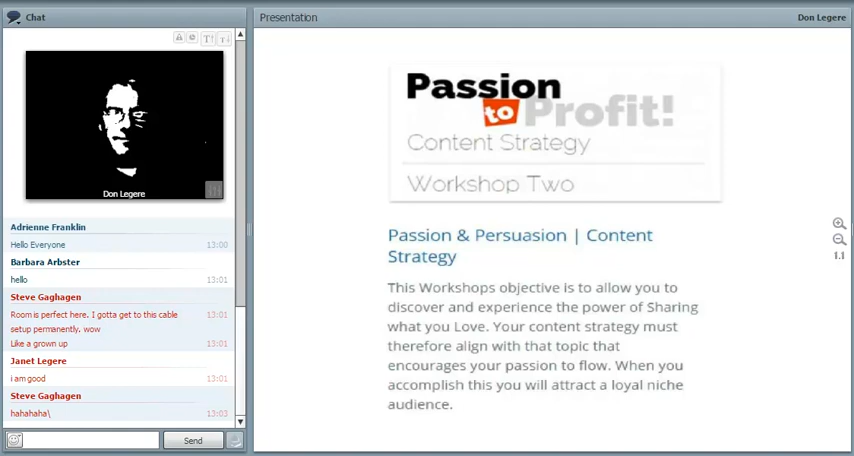 Chat
Don Legere
Adrienne Franklin
Hello Everyone 13:00
Barbara Arbster
hello 13:01
Steve Gaghagen
Room is perfect here. I gotta get to this cable 13:01
setup permanently. wow
Like a grown up 13:01
Janet Legere
i am good 13:01
Steve Gaghagen
hahahaha\ 13:03
Send
Presentation Don Legere
Passion
to Profit!
Content Strategy
Workshop Two
Passion & Persuasion | Content
Strategy
This Workshops objective is to allow you to
discover and experience the power of Sharing
what you Love. Your content strategy must
therefore align with that topic that
encourages your passion to flow. When you
accomplish this you will attract a loyal niche
audience.
1.1